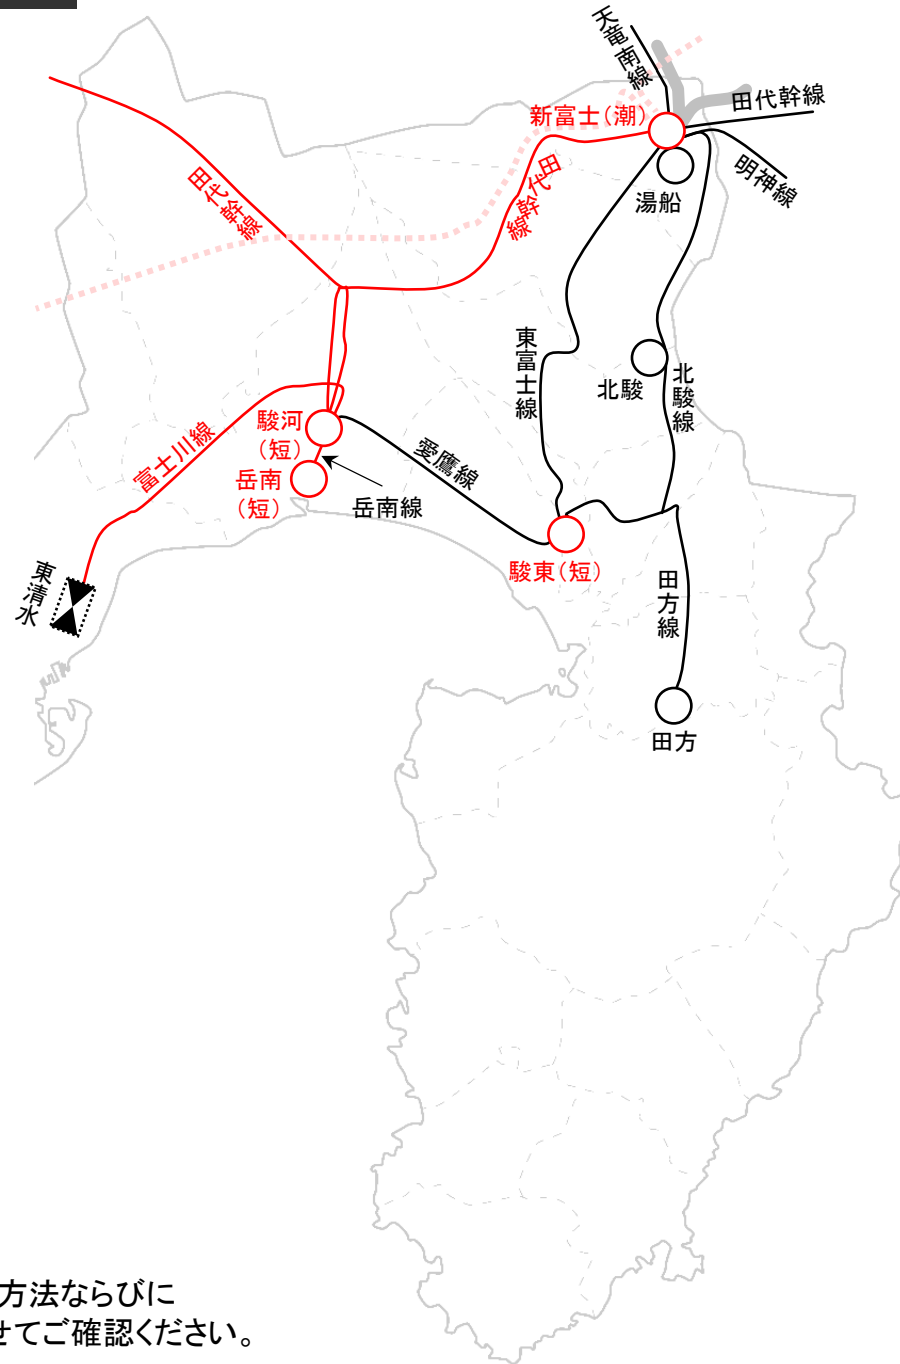 天竜南線
田代幹線
新富士(潮)
明神線
湯船
田代幹線
田代幹線
東富士線
北駿
北駿線
駿河
(短)
富士川線
愛鷹線
岳南
(短)
岳南線
駿東(短)
東清水
田方線
田方
方法ならびに
せてご確認ください。